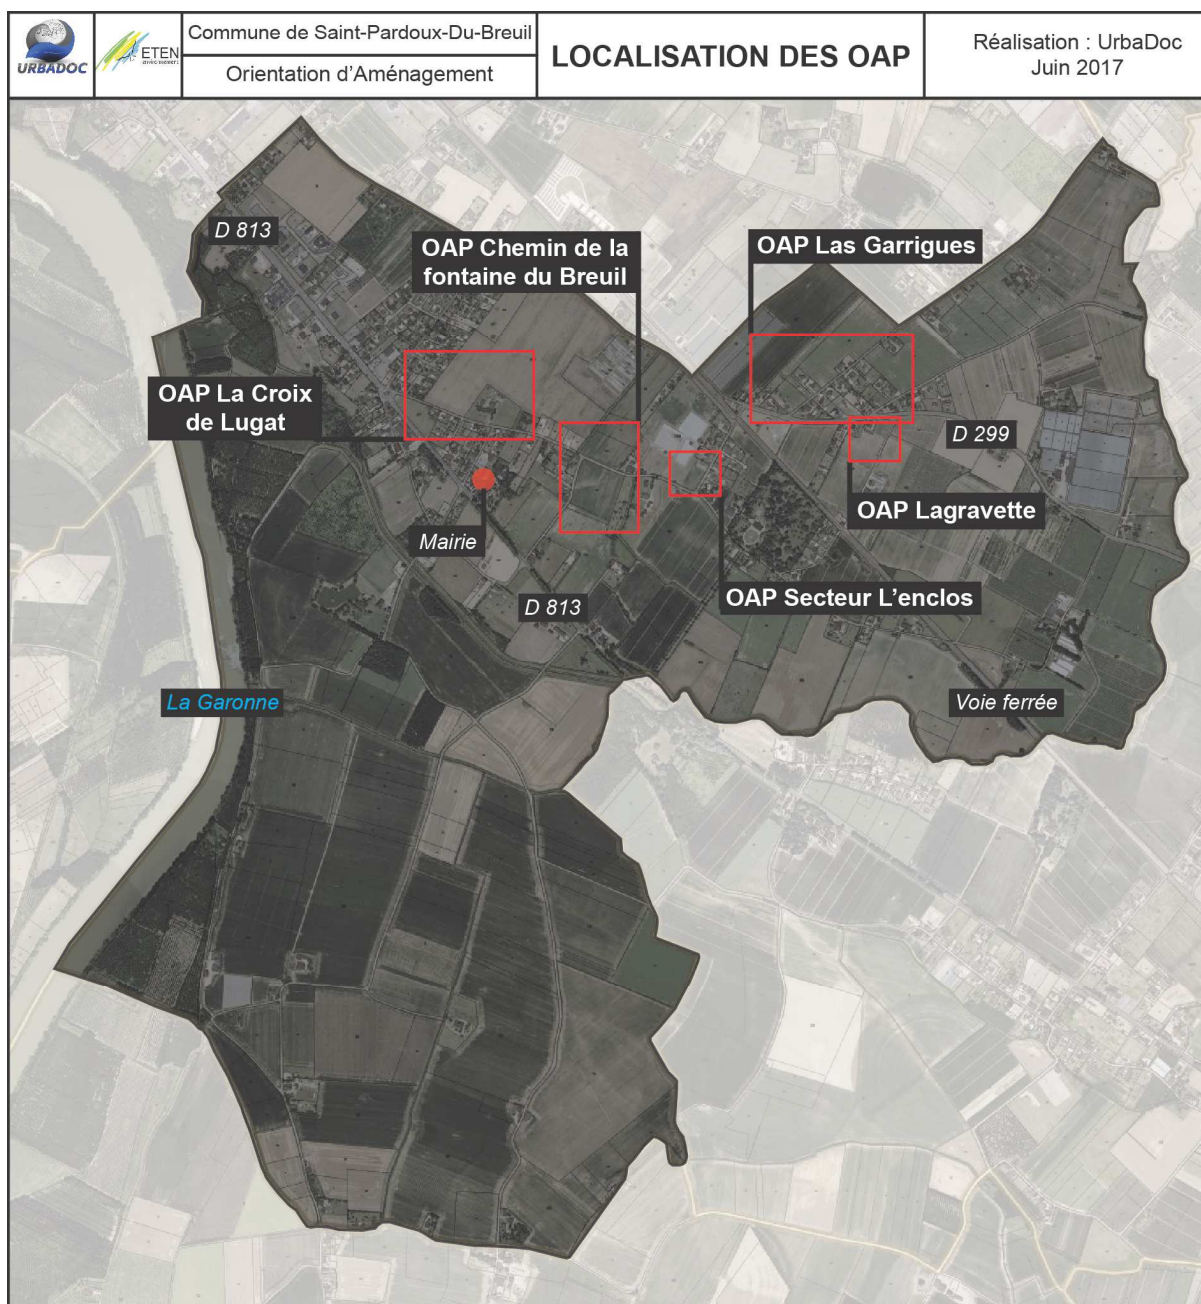 URBADOC
ETEN
environnement
Commune de Saint-Pardoux-Du-Breuil
Orientation d'Aménagement
LOCALISATION DES OAP
Réalisation : UrbaDoc
Juin 2017
D 813
OAP Chemin de la
fontaine du Breuil
OAP Las Garrigues
OAP La Croix
de Lugat
D 299
OAP Lagravette
Mairie
OAP Secteur L'enclos
D 813
La Garonne
Voie ferrée